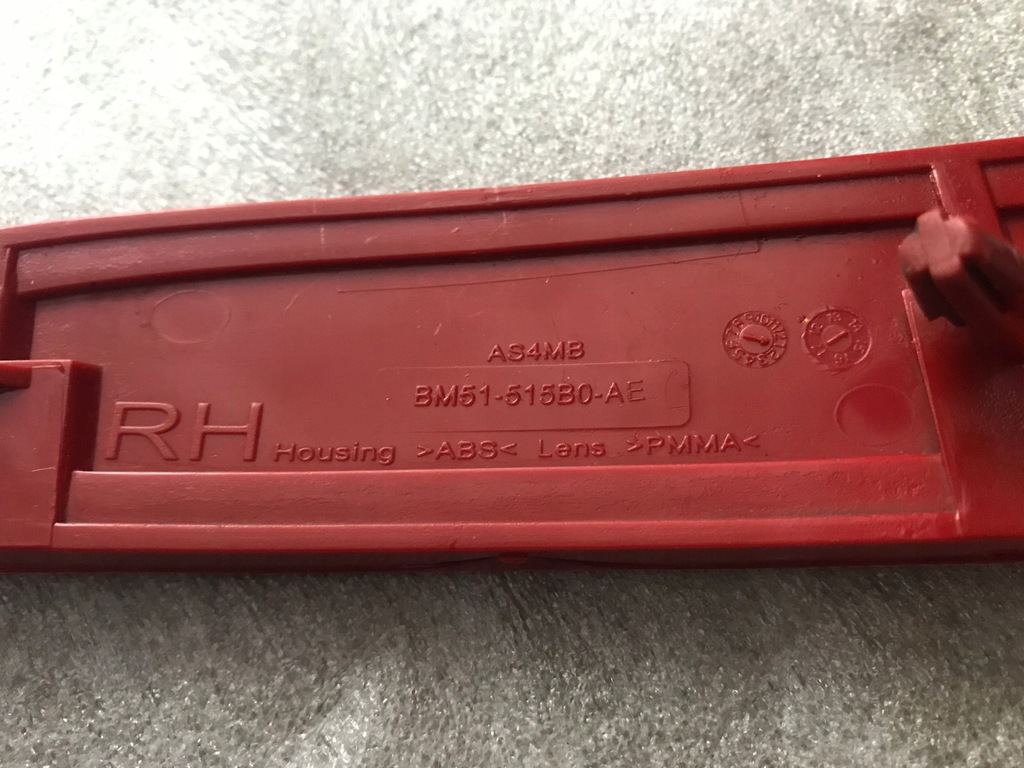 AS4MB
BM51-515B0-AE
RH
Housing >ABS< Lens >PMMA<